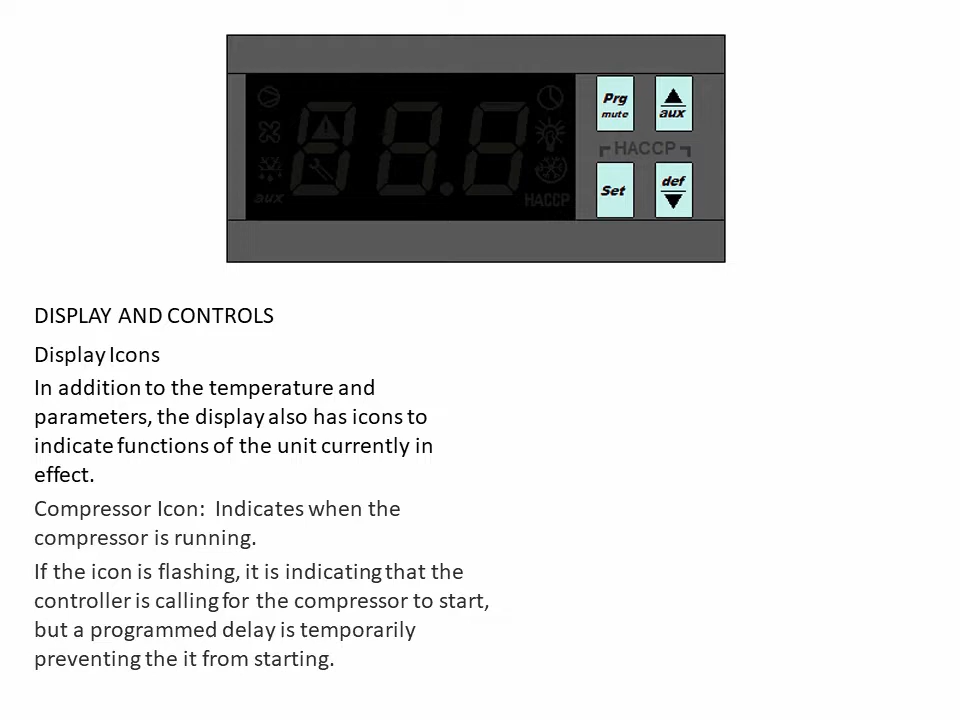 Prg
mute
aux
HACCP
Set
def
aux
HACCP
DISPLAY AND CONTROLS
Display Icons
In addition to the temperature and
parameters, the display also has icons to
indicate functions of the unit currently in
effect.
Compressor Icon:  Indicates when the
compressor is running.
If the icon is flashing, it is indicating that the
controller is calling for the compressor to start,
but a programmed delay is temporarily
preventing the it from starting.